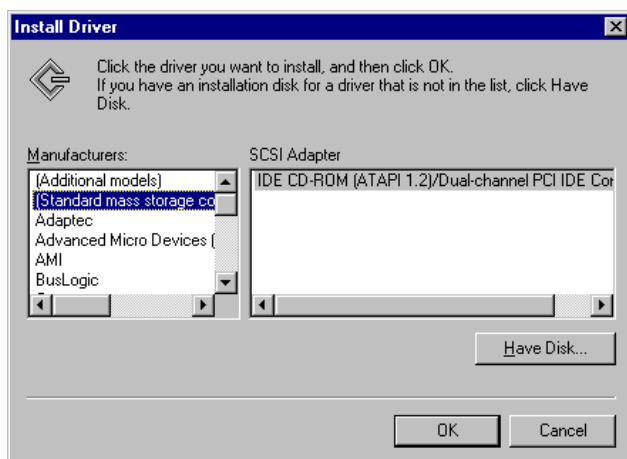 Install Driver
Click the driver you want to install, and then click OK.
If you have an installation disk for a driver that is not in the list, click Have
Disk.
Manufacturers:
(Additional models)
(Standard mass storage co
Adaptec
Advanced Micro Devices (
AMI
BusLogic
SCSI Adapter
IDE CD-ROM (ATAPI 1.2)/Dual-channel PCI IDE Cor
Have Disk...
OK
Cancel